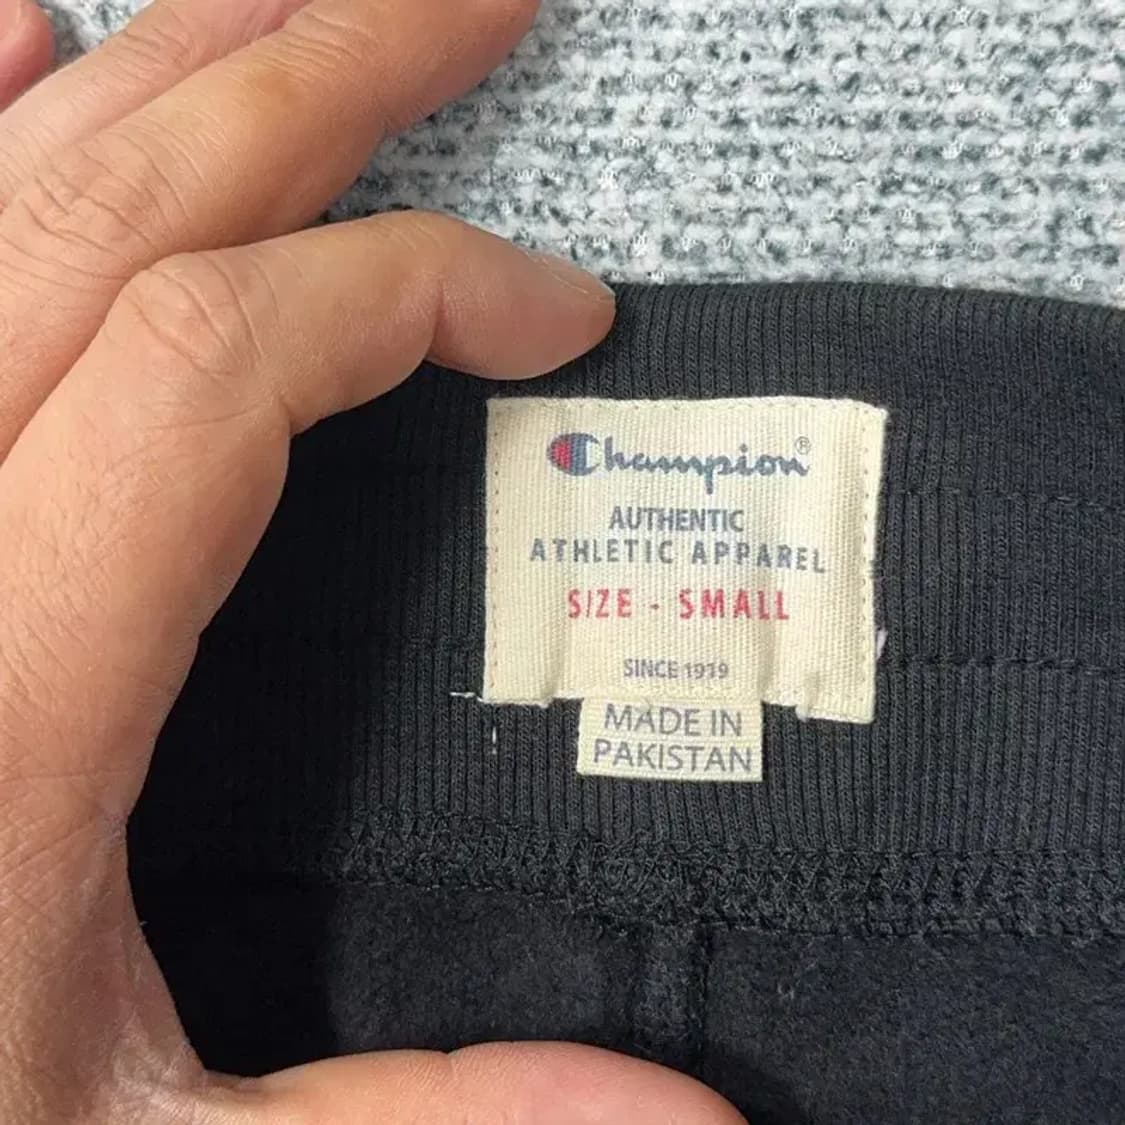 Champion®
AUTHENTIC
ATHLETIC APPAREL
SIZE - SMALL
SINCE 1919
MADE IN
PAKISTAN